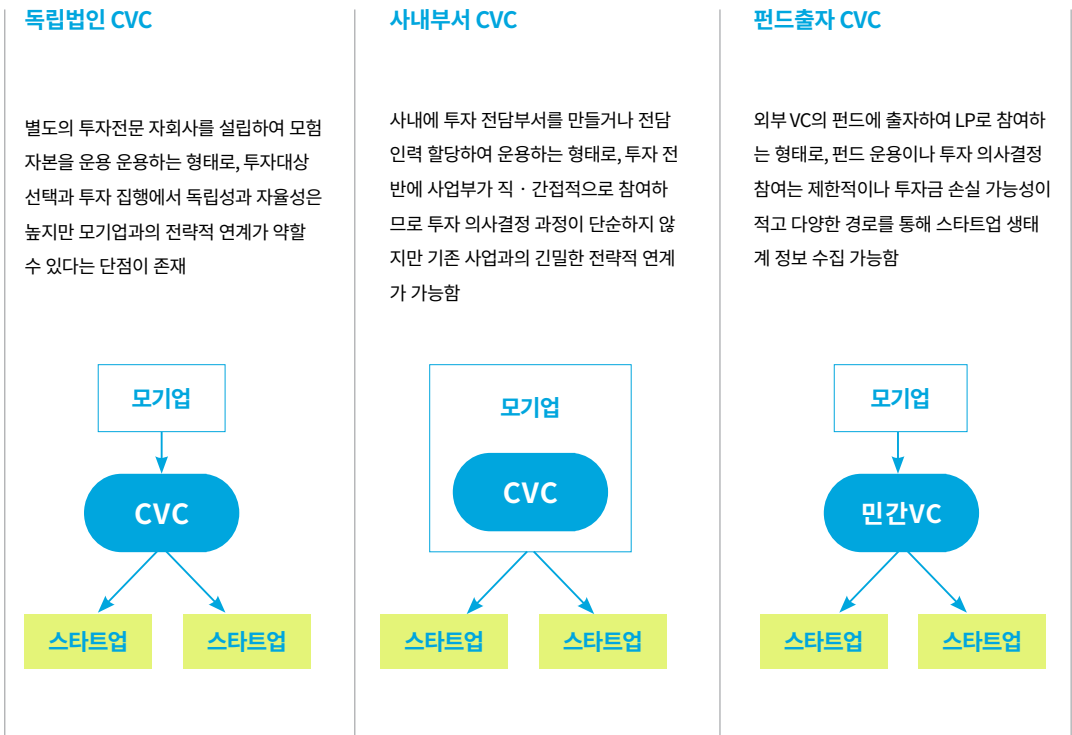 독립법인 CVC
별도의 투자전문 자회사를 설립하여 모험
자본을 운용 운용하는 형태로, 투자대상
선택과 투자 집행에서 독립성과 자율성은
높지만 모기업과의 전략적 연계가 약할
수 있다는 단점이 존재
모기업
CVC
스타트업
스타트업
사내부서 CVC
사내에 투자 전담부서를 만들거나 전담
인력 할당하여 운용하는 형태로, 투자 전
반에 사업부가 직 · 간접적으로 참여하
므로 투자 의사결정 과정이 단순하지 않
지만 기존 사업과의 긴밀한 전략적 연계
가 가능함
모기업
CVC
스타트업
스타트업
펀드출자 CVC
외부 VC의 펀드에 출자하여 LP로 참여하
는 형태로, 펀드 운용이나 투자 의사결정
참여는 제한적이나 투자금 손실 가능성이
적고 다양한 경로를 통해 스타트업 생태
계 정보 수집 가능함
모기업
민간VC
스타트업
스타트업